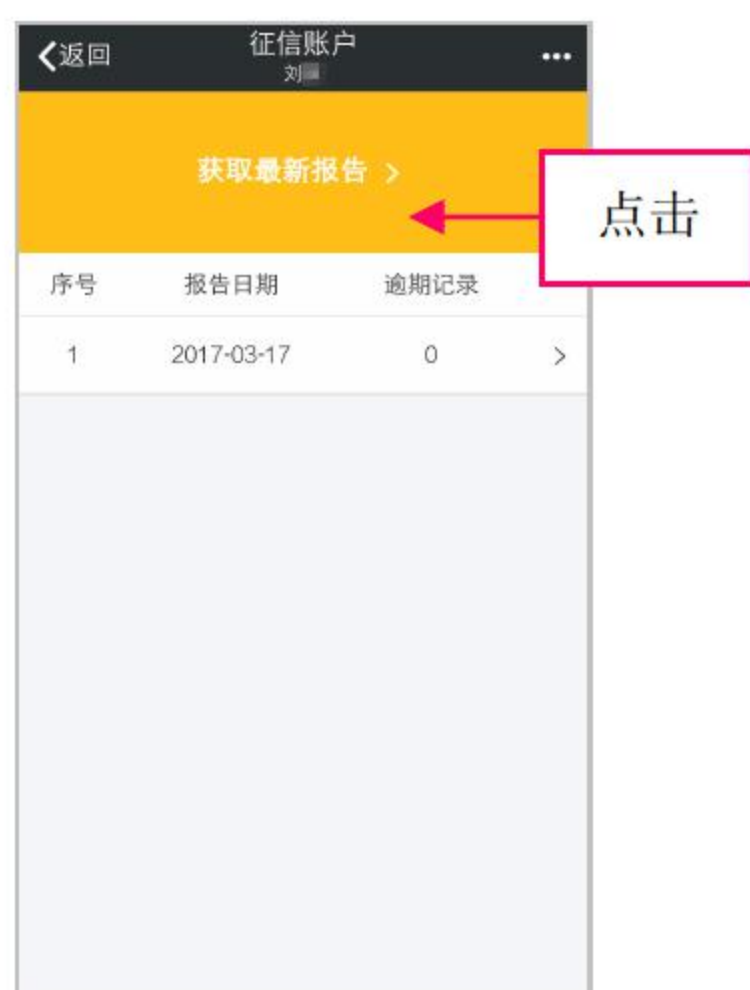 返回
征信账户
刘
获取最新报告 >
点击
序号 报告日期 逾期记录
1 2017-03-17 0 >